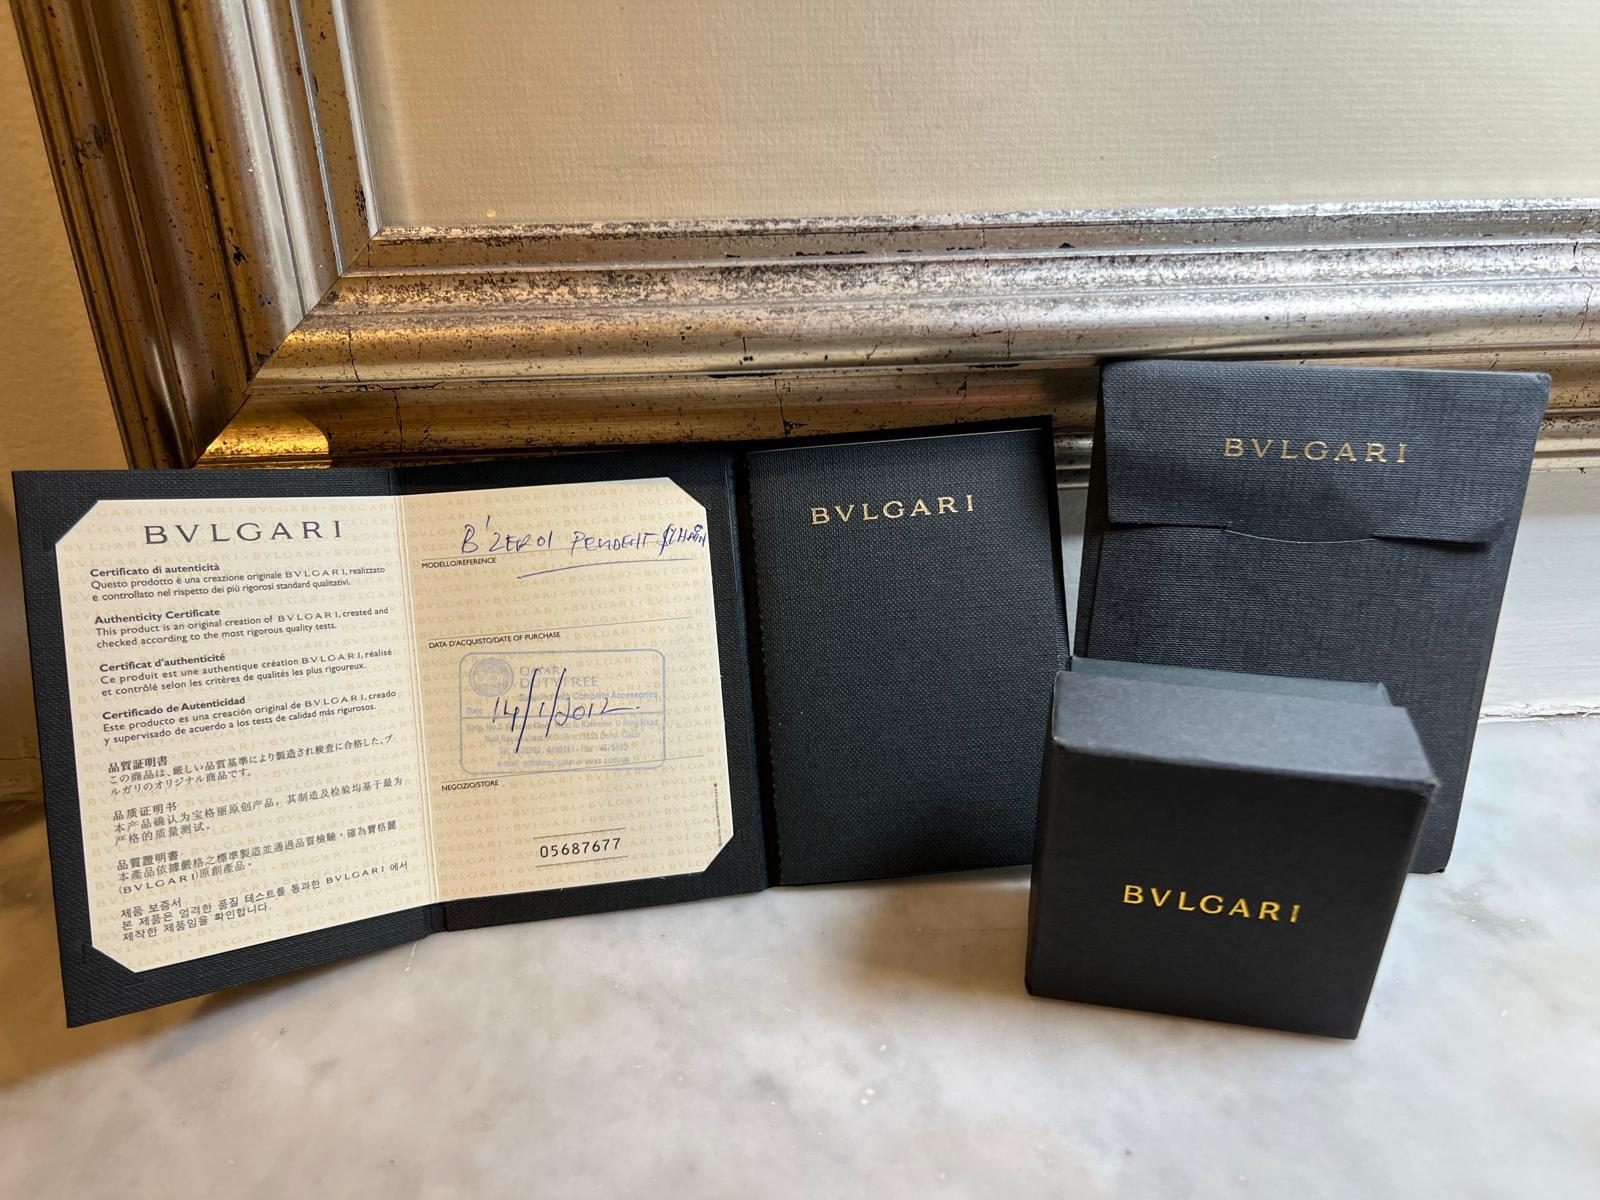 BVLGARI
Certificato di autenticità
Questo prodotto è una creazione originale BVLGARI, realizzato
e controllato nel rispetto dei più rigorosi standard qualitativi.
Authenticity Certificate
This product is an original creation of BVLGARI, created and
checked according to the most rigorous quality tests.
Certificat d'authenticité
Ce produit est une authentique création BVLGARI, réalisé
et contrôlé selon les critères de qualités les plus rigoureux.
Certificado de Autenticidad
Este producto es una creación original de BVLGARI, creado
y supervisado de acuerdo a los tests de calidad más rigurosos.
品質証明書
この商品は、厳しい品質基準により製造され検査に合格した、ブ
ルガリのオリジナル商品です。
品质证明书
本产品确认为宝格丽原创产品，其制造及检验均基于最为
严格的质量测试。
品質證明書
本產品依據嚴格之標準製造並通過品質檢驗，確為寶格麗
(BVLGARI)原創產品。
제품 보증서
본 제품은 엄격한 품질 테스트를 통과한 BVLGARI 에서
제작한 제품임을 확인합니다.
B'ZERO1 PENDENT CHAIN
MODELLO/REFERENCE
DATA D'ACQUISTO/DATE OF PURCHASE
QATAR
DUTY FREE
Supplied with Complete Accessories
Date 14/1/2012
NEGOZIO/STORE
05687677
BVLGARI
BVLGARI
BVLGARI